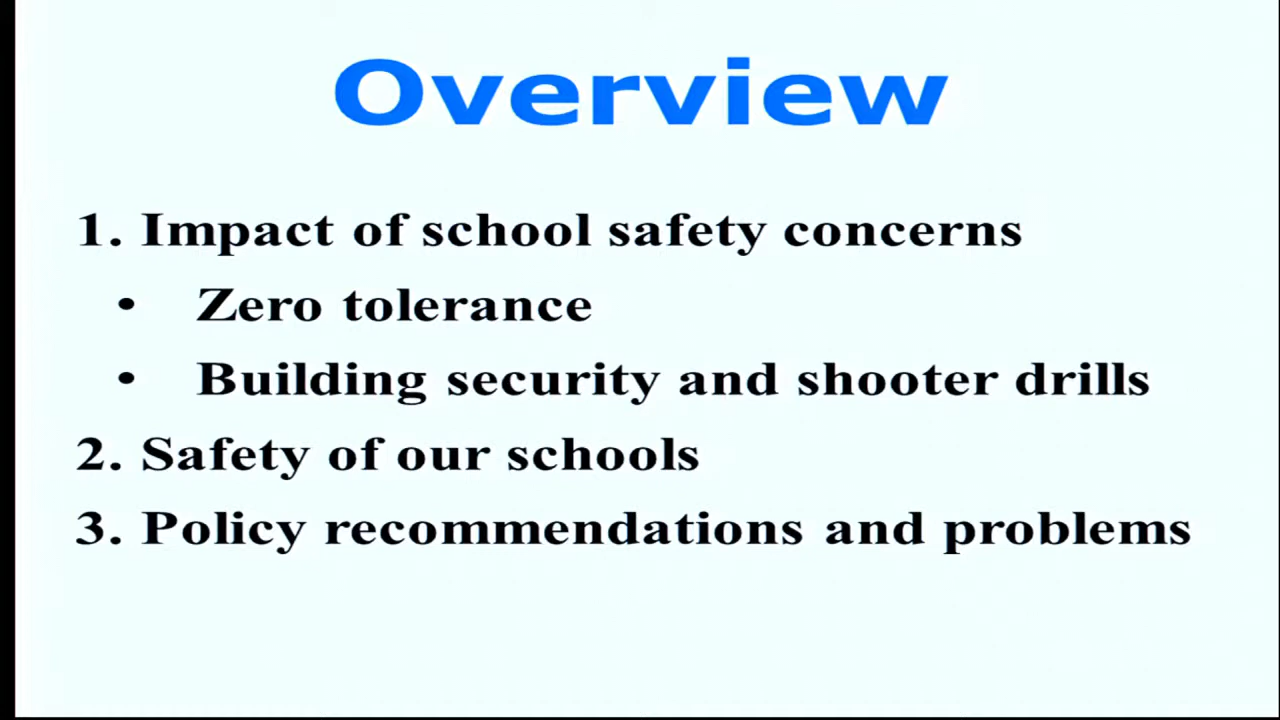 Overview
1. Impact of school safety concerns
• Zero tolerance
• Building security and shooter drills
2. Safety of our schools
3. Policy recommendations and problems